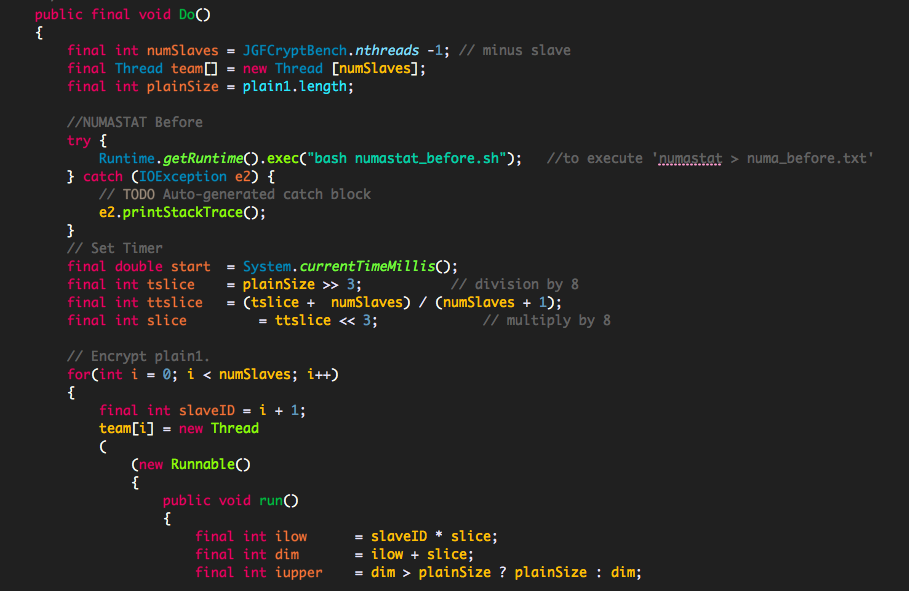 public final void Do()
{
final int numSlaves = JGFCryptBench.nthreads -1; // minus slave
final Thread team[] = new Thread [numSlaves];
final int plainSize = plain1.length;
//NUMASTAT Before
try {
Runtime.getRuntime().exec("bash numastat_before.sh"); //to execute 'numastat > numa_before.txt'
} catch (IOException e2) {
// TODO Auto-generated catch block
e2.printStackTrace();
}
// Set Timer
final double start = System.currentTimeMillis();
final int tslice = plainSize >> 3; // division by 8
final int ttslice = (tslice + numSlaves) / (numSlaves + 1);
final int slice = ttslice << 3; // multiply by 8
// Encrypt plain1.
for(int i = 0; i < numSlaves; i++)
{
final int slaveID = i + 1;
team[i] = new Thread
(
(new Runnable()
{
public void run()
{
final int ilow = slaveID * slice;
final int dim = ilow + slice;
final int iupper = dim > plainSize ? plainSize : dim;